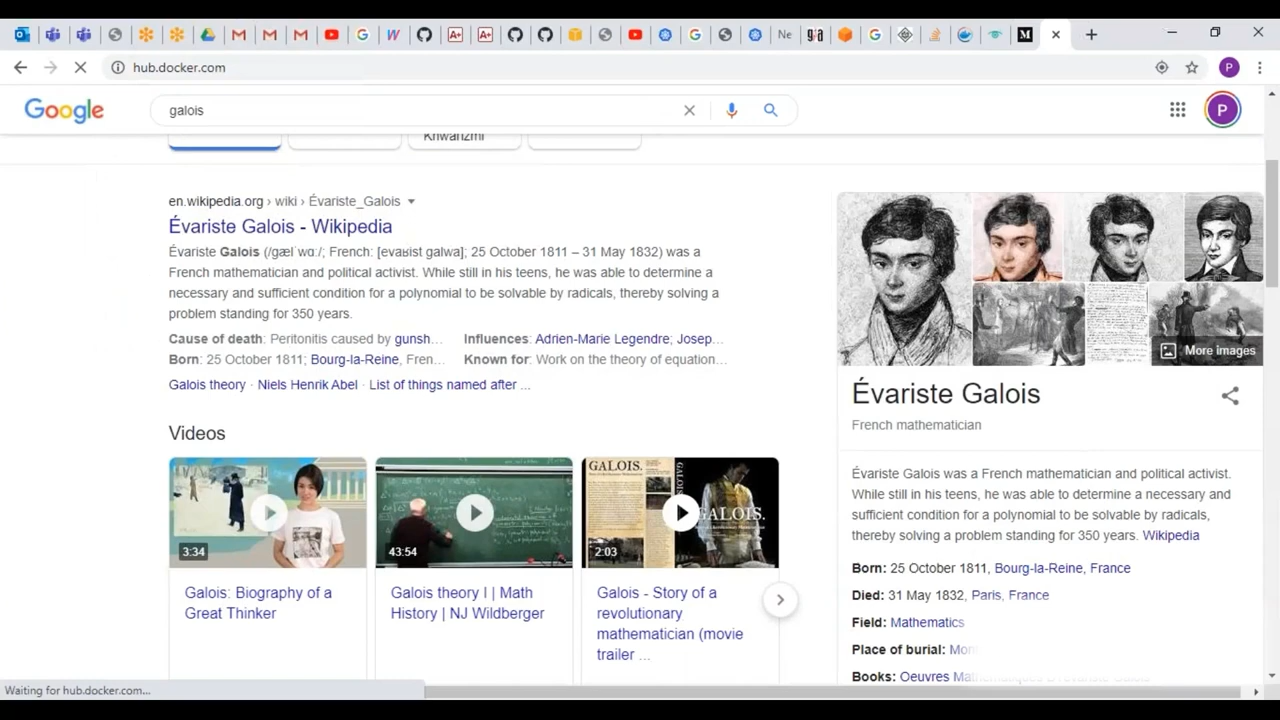 Ne
g/a
M
hub.docker.com
P
Google
galois
P
Khwarizmi
en.wikipedia.org › wiki › Évariste_Galois
Évariste Galois - Wikipedia
Évariste Galois (/ɡælˈwɑː/; French: [evaʁist ɡalwa]; 25 October 1811 – 31 May 1832) was a
French mathematician and political activist. While still in his teens, he was able to determine a
necessary and sufficient condition for a polynomial to be solvable by radicals, thereby solving a
problem standing for 350 years.
Cause of death: Peritonitis caused by gunsh...
Influences: Adrien-Marie Legendre; Josep...
Born: 25 October 1811; Bourg-la-Reine, Fren...
Known for: Work on the theory of equation...
Galois theory · Niels Henrik Abel · List of things named after ...
Videos
3:34
43:54
GALOIS.
GALOIS.
2:03
Galois: Biography of a
Great Thinker
Galois theory I | Math
History | NJ Wildberger
Galois - Story of a
revolutionary
mathematician (movie
trailer ...
More images
Évariste Galois
French mathematician
Évariste Galois was a French mathematician and political activist.
While still in his teens, he was able to determine a necessary and
sufficient condition for a polynomial to be solvable by radicals,
thereby solving a problem standing for 350 years. Wikipedia
Born: 25 October 1811, Bourg-la-Reine, France
Died: 31 May 1832, Paris, France
Field: Mathematics
Place of burial:
Books: Oeuvres
Waiting for hub.docker.com...